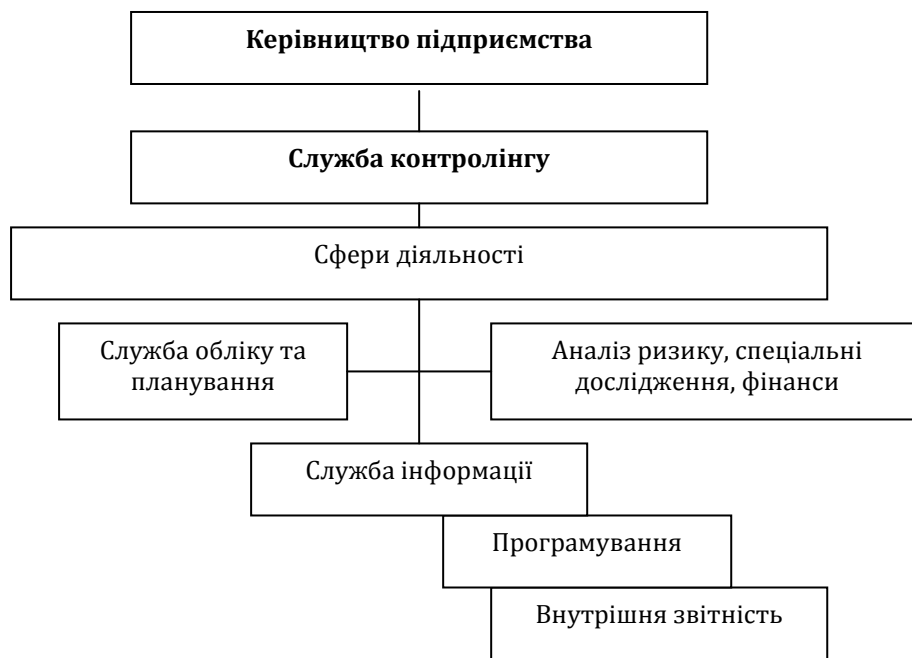 Керівництво підприємства
Служба контролінгу
Сфери діяльності
Служба обліку та
планування
Аналіз ризику, спеціальні
дослідження, фінанси
Служба інформації
Програмування
Внутрішня звітність